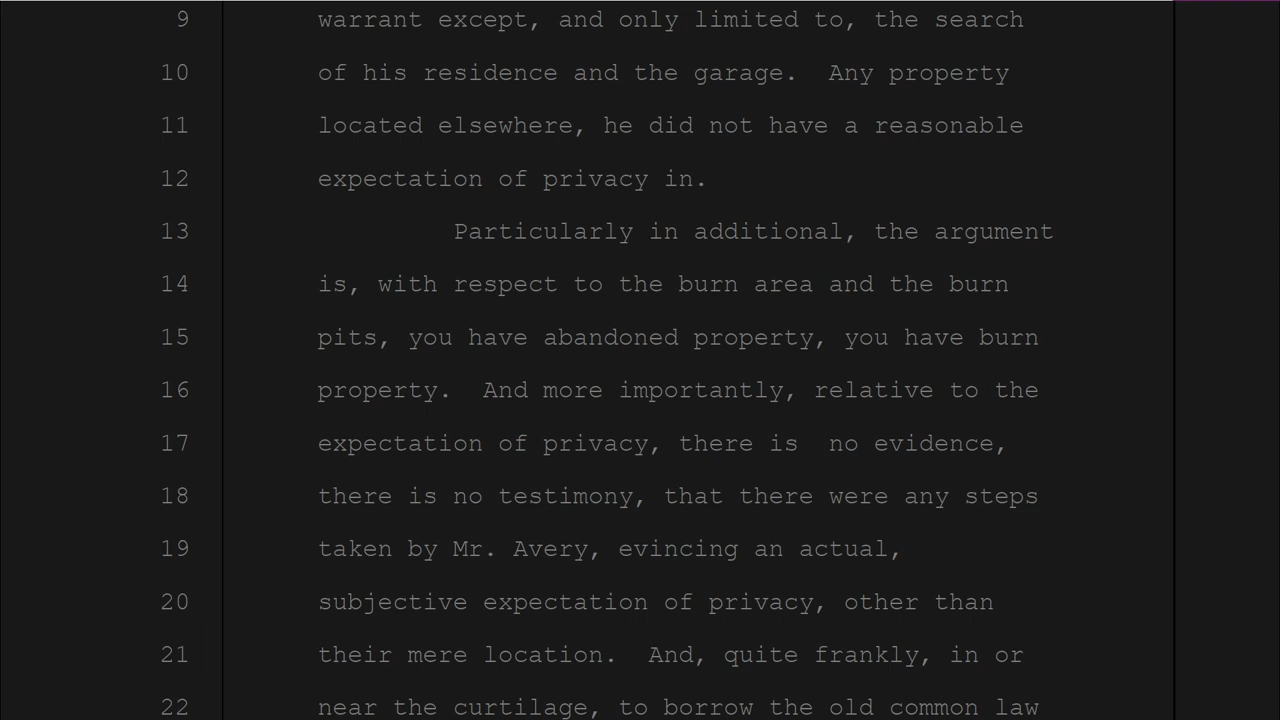 9 warrant except, and only limited to, the search
10 of his residence and the garage.  Any property
11 located elsewhere, he did not have a reasonable
12 expectation of privacy in.
13 Particularly in additional, the argument
14 is, with respect to the burn area and the burn
15 pits, you have abandoned property, you have burn
16 property.  And more importantly, relative to the
17 expectation of privacy, there is  no evidence,
18 there is no testimony, that there were any steps
19 taken by Mr. Avery, evincing an actual,
20 subjective expectation of privacy, other than
21 their mere location.  And, quite frankly, in or
22 near the curtilage, to borrow the old common law